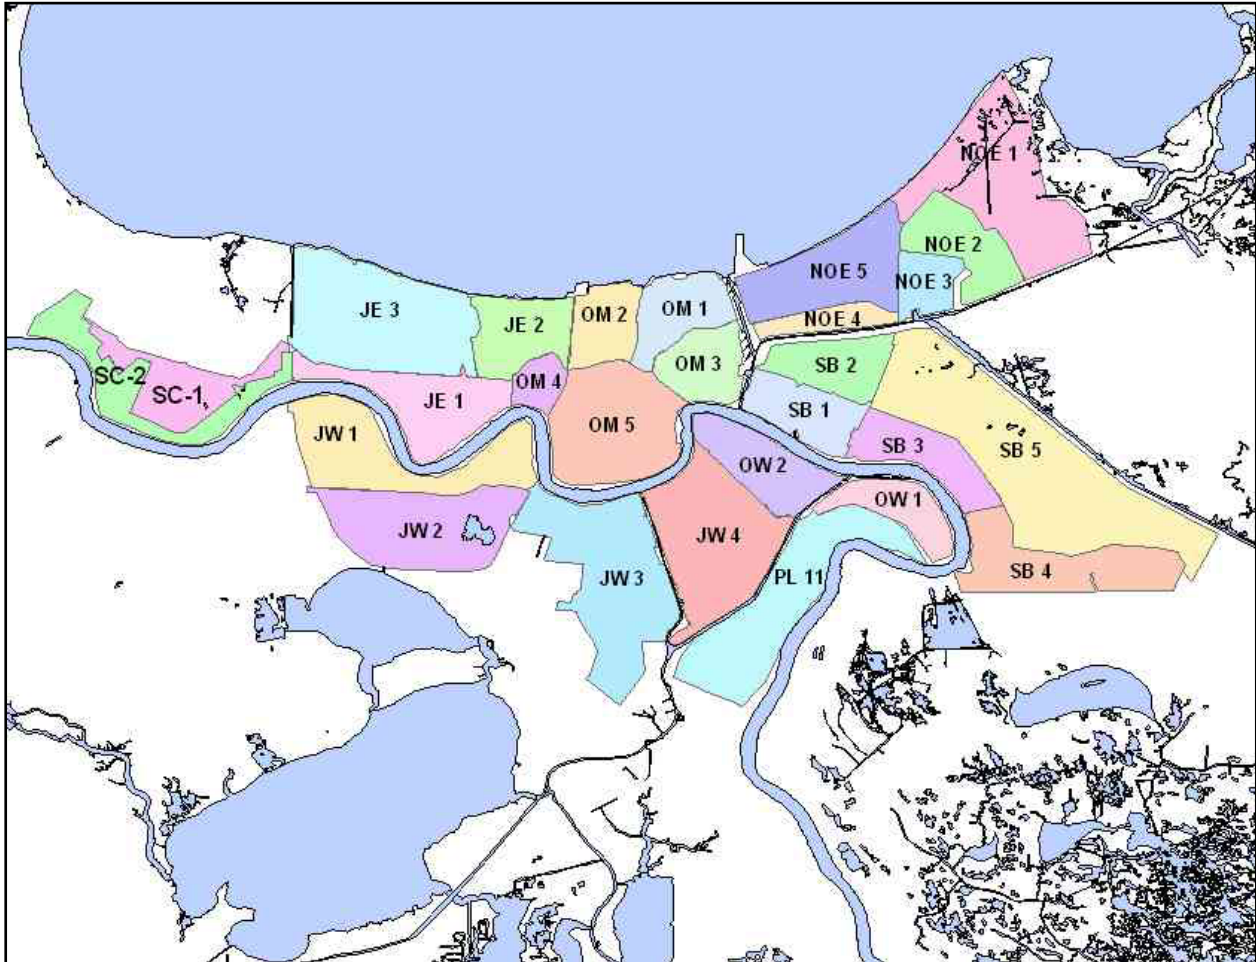 NOE 1
NOE 2
NOE 5
NOE 3
JE 3
OM 1
OM 2
NOE 4
JE 2
OM 3
SB 2
SC-2
OM 4
SC-1
JE 1
SB 1
OM 5
JW 1
SB 3
SB 5
OW 2
OW 1
JW 2
JW 4
SB 4
JW 3
PL 11